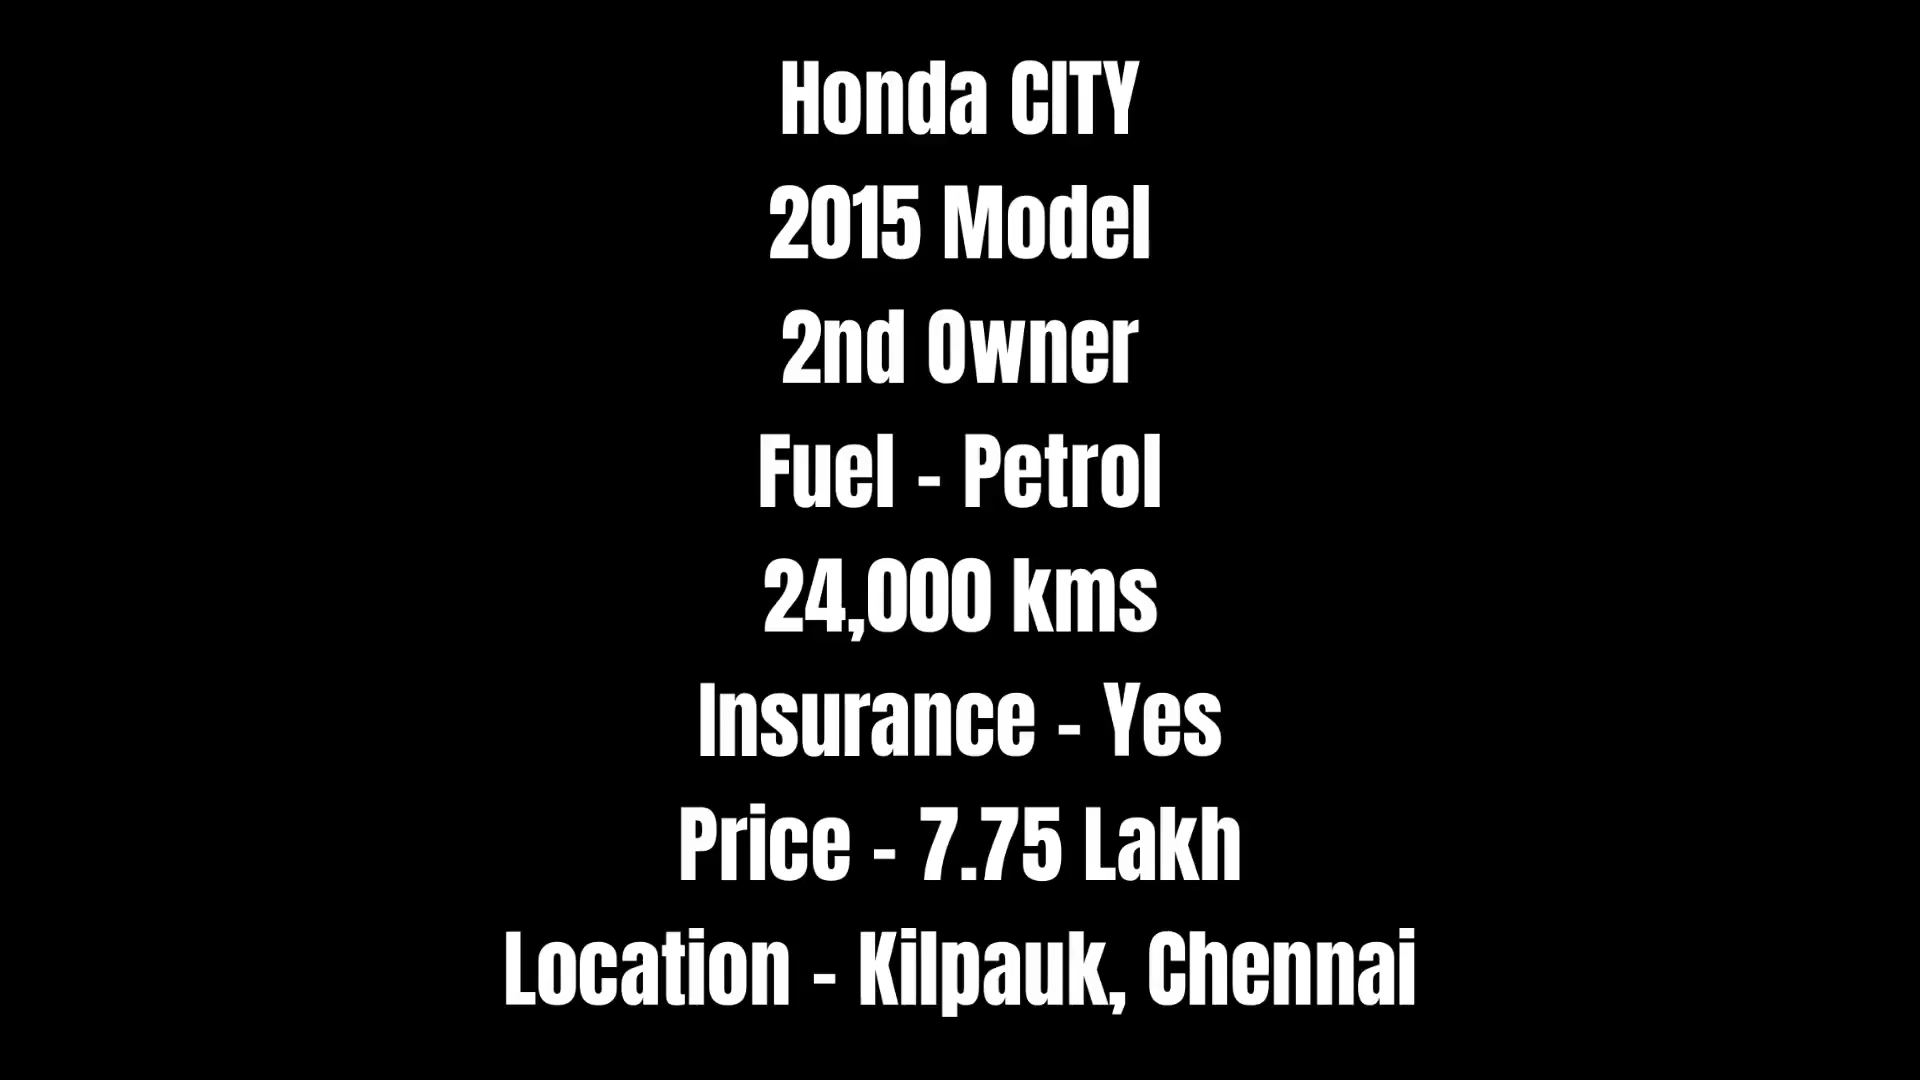 Honda CITY
2015 Model
2nd Owner
Fuel - Petrol
24,000 kms
Insurance - Yes
Price - 7.75 Lakh
Location - Kilpauk, Chennai